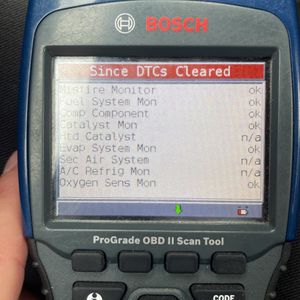 BOSCH
Since DTCs Cleared
Misfire Monitor ok
Fuel System Mon ok
Comp Component ok
Catalyst Mon ok
Htd Catalyst n/a
Evap System Mon ok
Sec Air System n/a
A/C Refrig Mon n/a
Oxygen Sens Mon ok
ProGrade OBD II Scan Tool
CODE